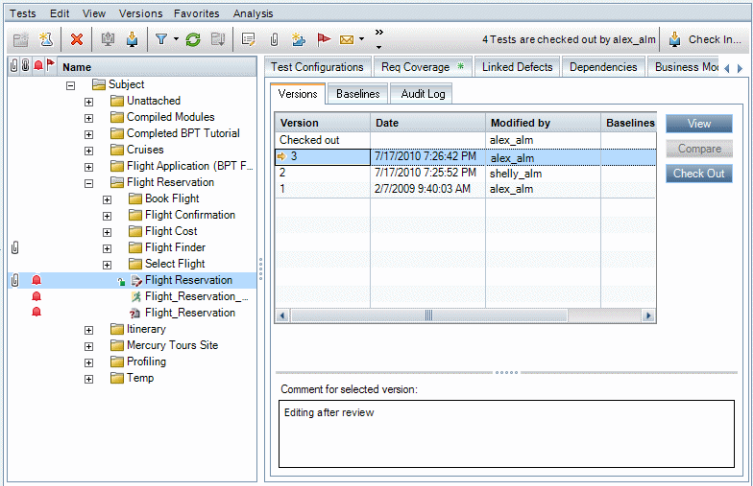 Tests Edit View Versions Favorites Analysis
4 Tests are checked out by alex_alm Check In...
Name
Subject
Unattached
Compiled Modules
Completed BPT Tutorial
Cruises
Flight Application (BPT F...
Flight Reservation
Book Flight
Flight Confirmation
Flight Cost
Flight Finder
Select Flight
Flight Reservation
Flight_Reservation_...
Flight_Reservation
Itinerary
Mercury Tours Site
Profiling
Temp
Test Configurations Req Coverage * Linked Defects Dependencies Business Mo
Versions Baselines Audit Log
Version Date Modified by Baselines
Checked out alex_alm
3 7/17/2010 7:26:42 PM alex_alm
2 7/17/2010 7:25:52 PM shelly_alm
1 2/7/2009 9:40:03 AM alex_alm
View
Compare
Check Out
Comment for selected version:
Editing after review